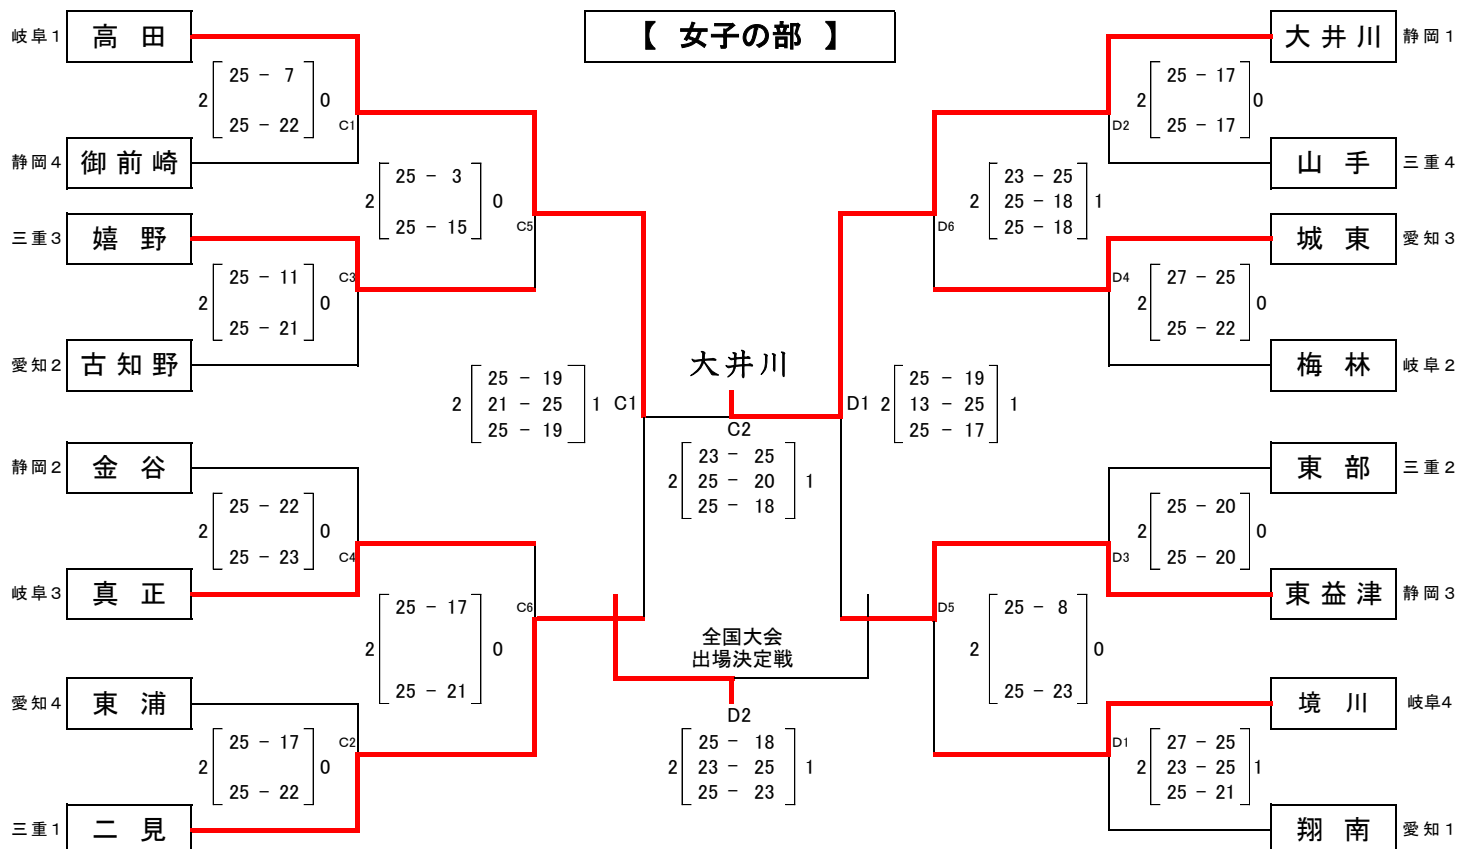 【 女子の部 】
岐阜1 高田
2 25 - 7 0
25 - 22
C1
静岡4 御前崎
2 25 - 3 0
25 - 15
C5
三重3 嬉野
2 25 - 11 0
25 - 21
C3
愛知2 古知野
2 25 - 19 1
21 - 25
25 - 19
C1
静岡2 金谷
2 25 - 22 0
25 - 23
C4
岐阜3 真正
2 25 - 17 0
25 - 21
C6
愛知4 東浦
2 25 - 17 0
25 - 22
C2
三重1 二見
大井川
C2
2 23 - 25 1
25 - 20
25 - 18
全国大会
出場決定戦
D2
2 25 - 18 1
23 - 25
25 - 23
大井川 静岡1
2 25 - 17 0
25 - 17
D2
山手 三重4
2 23 - 25 1
25 - 18
25 - 18
D6
城東 愛知3
2 27 - 25 0
25 - 22
D4
梅林 岐阜2
D1 2 25 - 19 1
13 - 25
25 - 17
東部 三重2
2 25 - 20 0
25 - 20
D3
東益津 静岡3
D5
2 25 - 8 0
25 - 23
境川 岐阜4
D1
2 27 - 25 1
23 - 25
25 - 21
翔南 愛知1